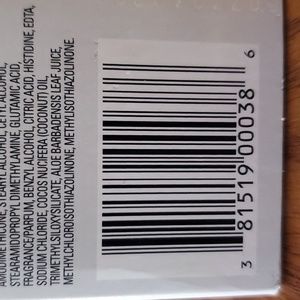 AMODIMETHICONE, STEARYL ALCOHOL, CETYL ALCOHOL,
STEARAMIDOPROPYL DIMETHYLAMINE, GLUTAMIC ACID,
FRAGRANCE/PARFUM, BENZYL ALCOHOL, CITRIC ACID, HISTIDINE, EDTA,
SODIUM CHLORIDE, COCOS NUCIFERA (COCONUT) OIL,
TRIMETHYLSILOXYSILICATE, ALOE BARBADENSIS LEAF JUICE,
METHYLCHLOROISOTHIAZOLINONE, METHYLISOTHIAZOLINONE.
3 81519 00038 6